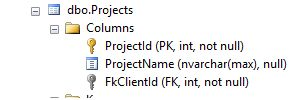 dbo.Projects
Columns
ProjectId (PK, int, not null)
ProjectName (nvarchar(max), null)
FkClientId (FK, int, not null)